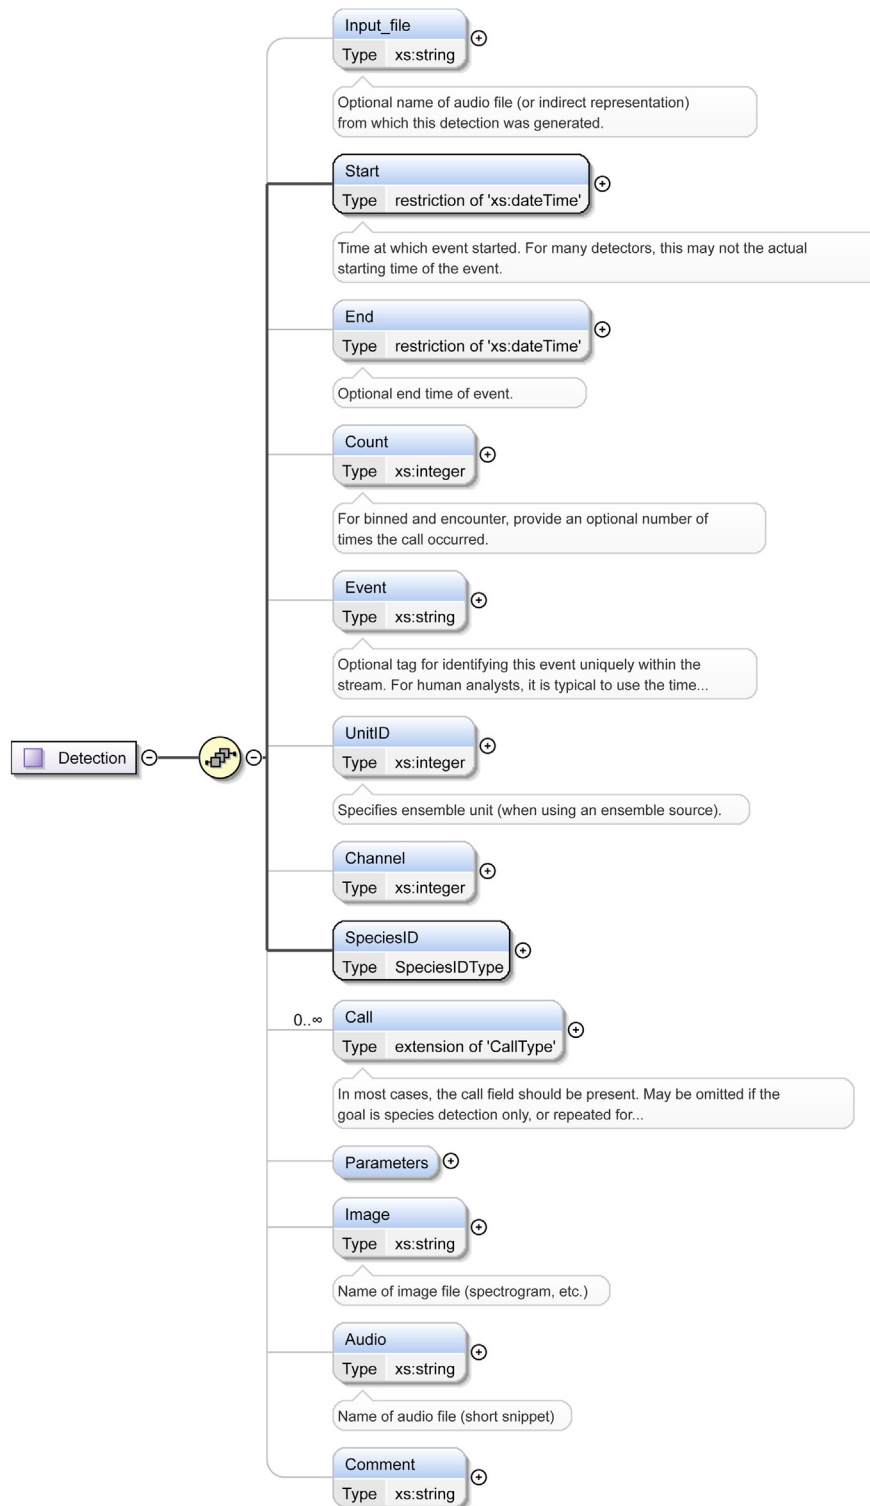 Input_file
Type xs:string
Optional name of audio file (or indirect representation)
from which this detection was generated.
Start
Type restriction of 'xs:dateTime'
Time at which event started. For many detectors, this may not the actual
starting time of the event.
End
Type restriction of 'xs:dateTime'
Optional end time of event.
Count
Type xs:integer
For binned and encounter, provide an optional number of
times the call occurred.
Event
Type xs:string
Optional tag for identifying this event uniquely within the
stream. For human analysts, it is typical to use the time...
Detection
UnitID
Type xs:integer
Specifies ensemble unit (when using an ensemble source).
Channel
Type xs:integer
SpeciesID
Type SpeciesIDType
0..∞
Call
Type extension of 'CallType'
In most cases, the call field should be present. May be omitted if the
goal is species detection only, or repeated for...
Parameters
Image
Type xs:string
Name of image file (spectrogram, etc.)
Audio
Type xs:string
Name of audio file (short snippet)
Comment
Type xs:string